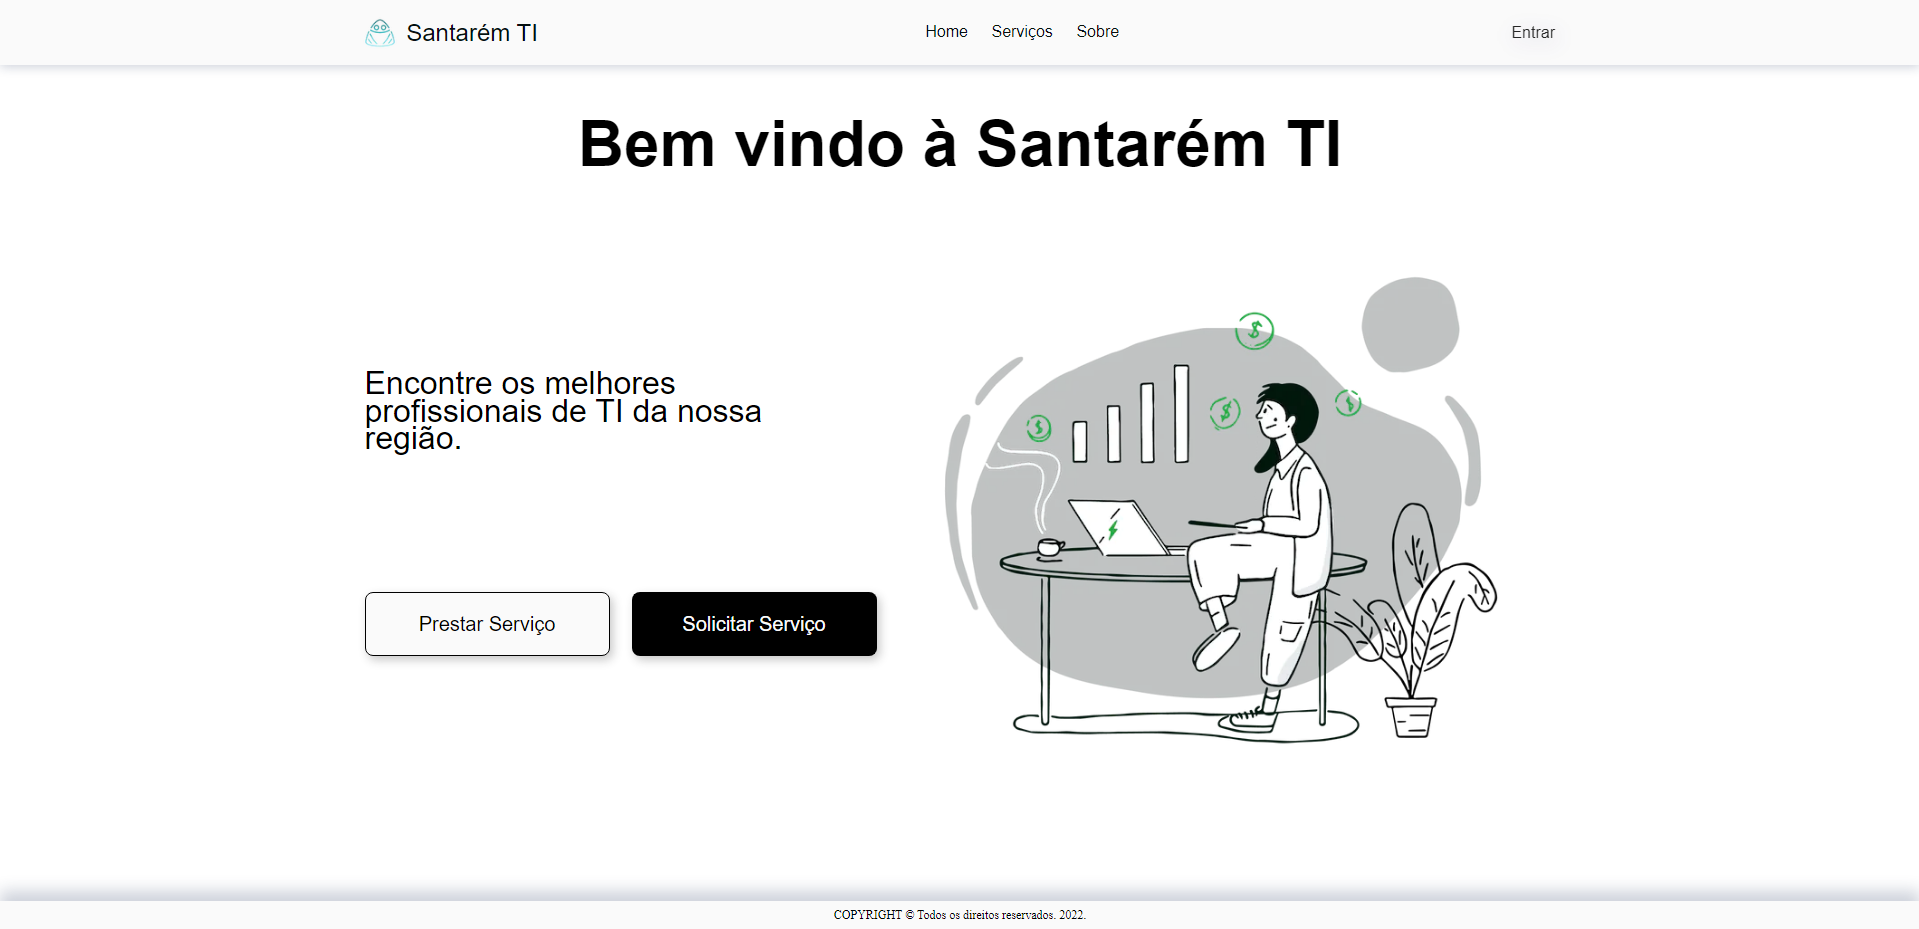 Santarém TI
Home
Serviços
Sobre
Entrar
Bem vindo à Santarém TI
Encontre os melhores
profissionais de TI da nossa
região.
Prestar Serviço
Solicitar Serviço
$
$
$
$
COPYRIGHT © Todos os direitos reservados. 2022.